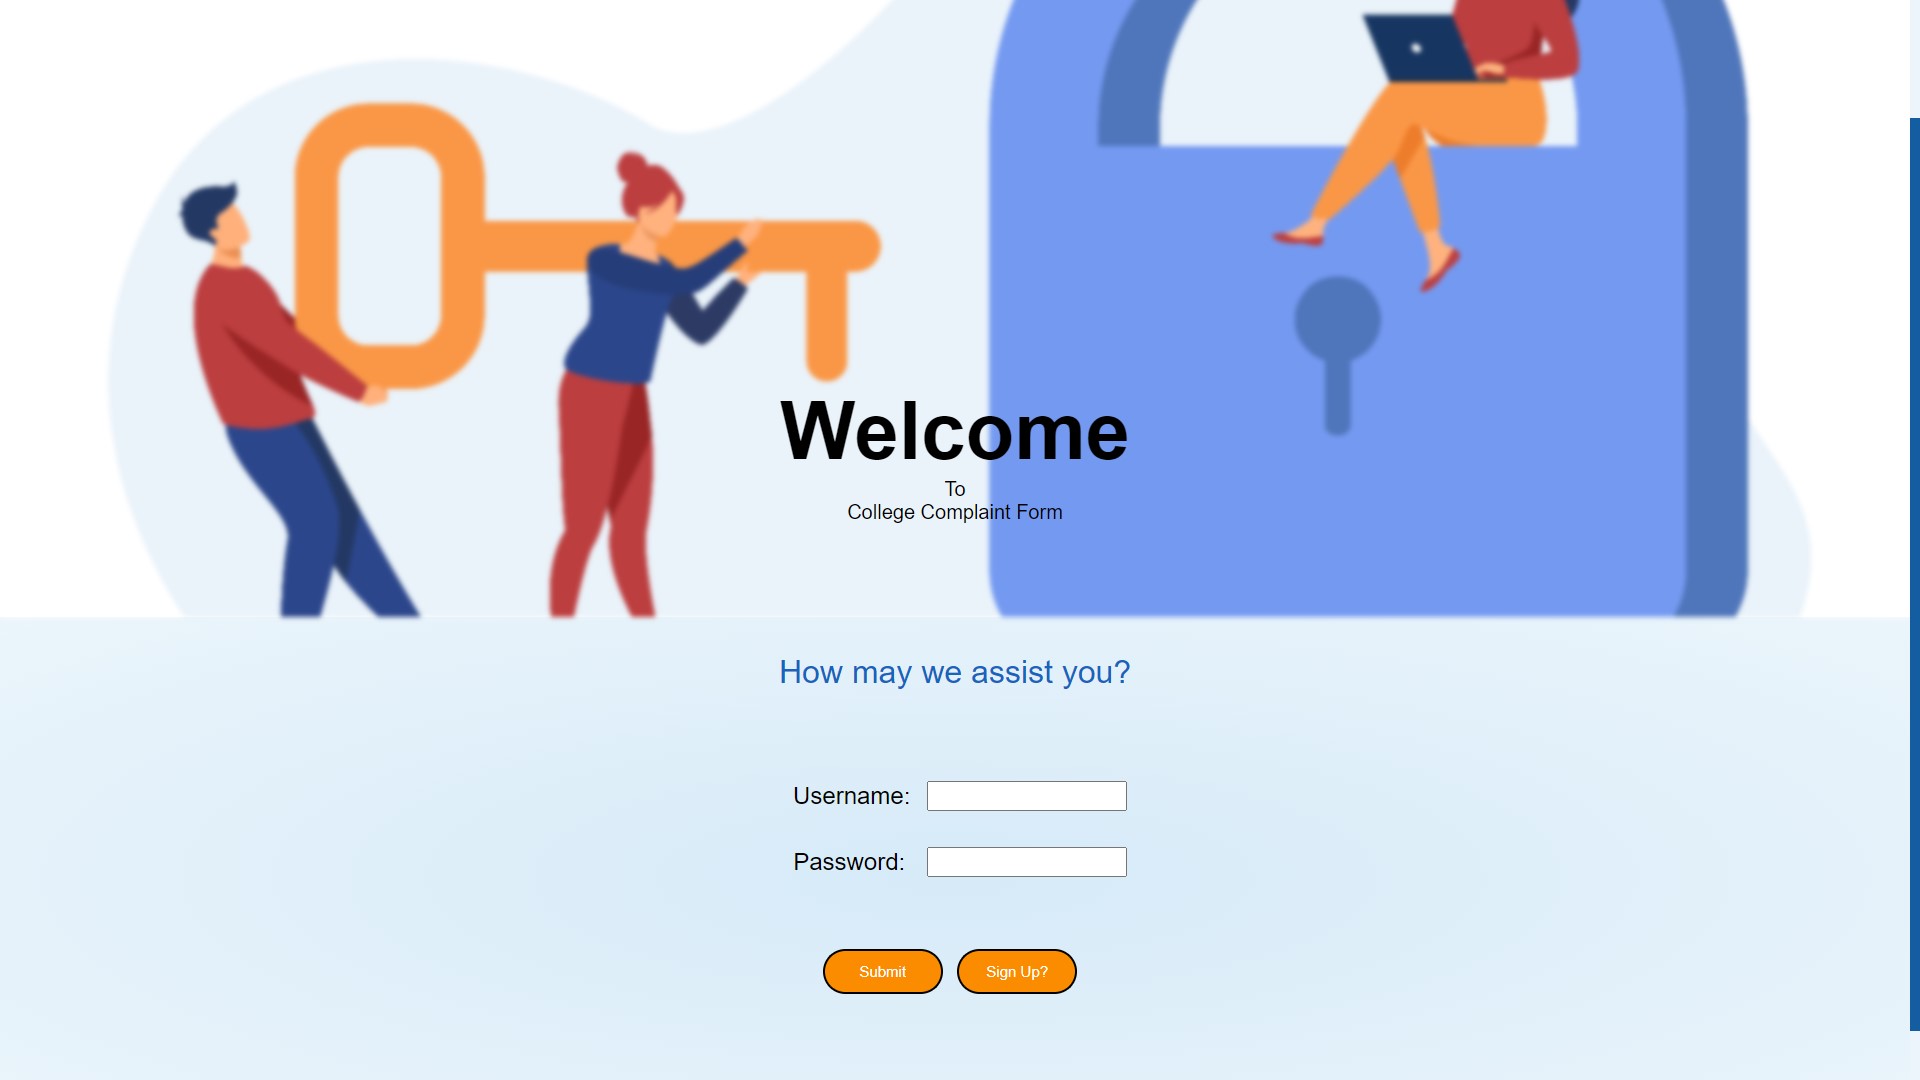 Welcome
To
College Complaint Form
How may we assist you?
Username:
Password:
Submit Sign Up?